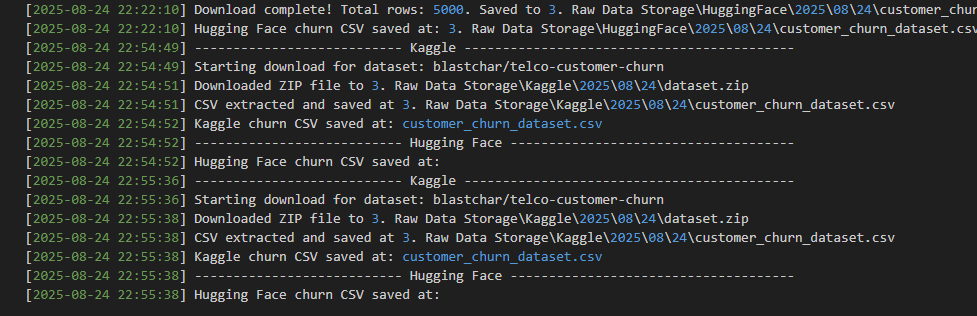 [2025-08-24 22:22:10] Download complete! Total rows: 5000. Saved to 3. Raw Data Storage\HuggingFace\2025\08\24\customer_chur
[2025-08-24 22:22:10] Hugging Face churn CSV saved at: 3. Raw Data Storage\HuggingFace\2025\08\24\customer_churn_dataset.csv
[2025-08-24 22:54:49] --------------------------- Kaggle -------------------------------------------
[2025-08-24 22:54:49] Starting download for dataset: blastchar/telco-customer-churn
[2025-08-24 22:54:51] Downloaded ZIP file to 3. Raw Data Storage\Kaggle\2025\08\24\dataset.zip
[2025-08-24 22:54:51] CSV extracted and saved at 3. Raw Data Storage\Kaggle\2025\08\24\customer_churn_dataset.csv
[2025-08-24 22:54:52] Kaggle churn CSV saved at: customer_churn_dataset.csv
[2025-08-24 22:54:52] --------------------------- Hugging Face -------------------------------------
[2025-08-24 22:54:52] Hugging Face churn CSV saved at:
[2025-08-24 22:55:36] --------------------------- Kaggle -------------------------------------------
[2025-08-24 22:55:36] Starting download for dataset: blastchar/telco-customer-churn
[2025-08-24 22:55:38] Downloaded ZIP file to 3. Raw Data Storage\Kaggle\2025\08\24\dataset.zip
[2025-08-24 22:55:38] CSV extracted and saved at 3. Raw Data Storage\Kaggle\2025\08\24\customer_churn_dataset.csv
[2025-08-24 22:55:38] Kaggle churn CSV saved at: customer_churn_dataset.csv
[2025-08-24 22:55:38] --------------------------- Hugging Face -------------------------------------
[2025-08-24 22:55:38] Hugging Face churn CSV saved at: